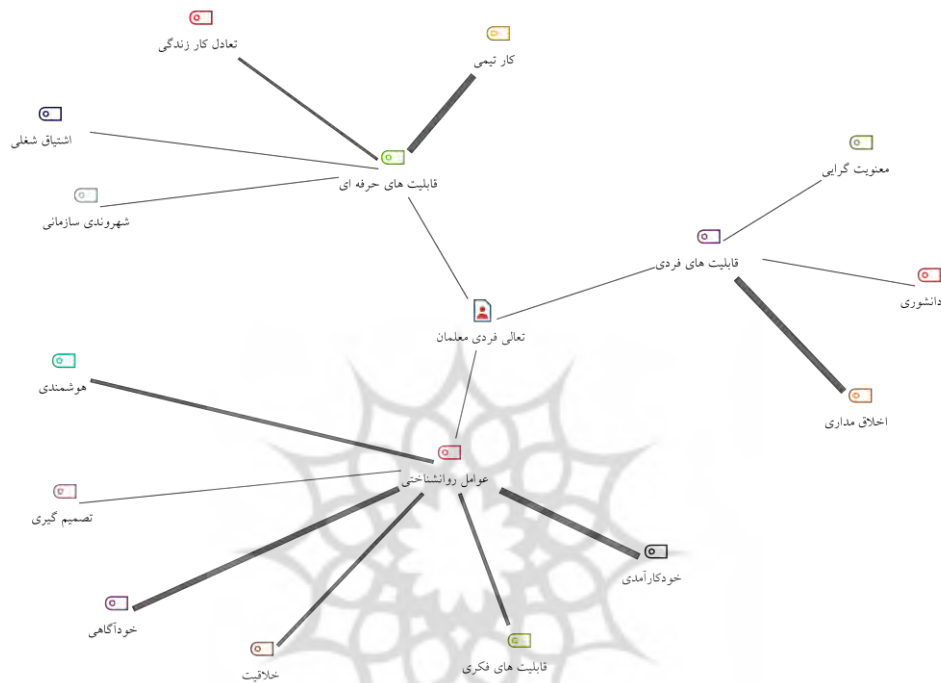 تعادل کار زندگی
کار تیمی
اشتیاق شغلی
معنویت گرایی
قابلیت های حرفه ای
شهروندی سازمانی
قابلیت های فردی
دانشوری
تعالی فردی معلمان
هوشمندی
اخلاق مداری
عوامل روانشناختی
تصمیم گیری
خودکارآمدی
خودآگاهی
قابلیت های فکری
خلاقیت